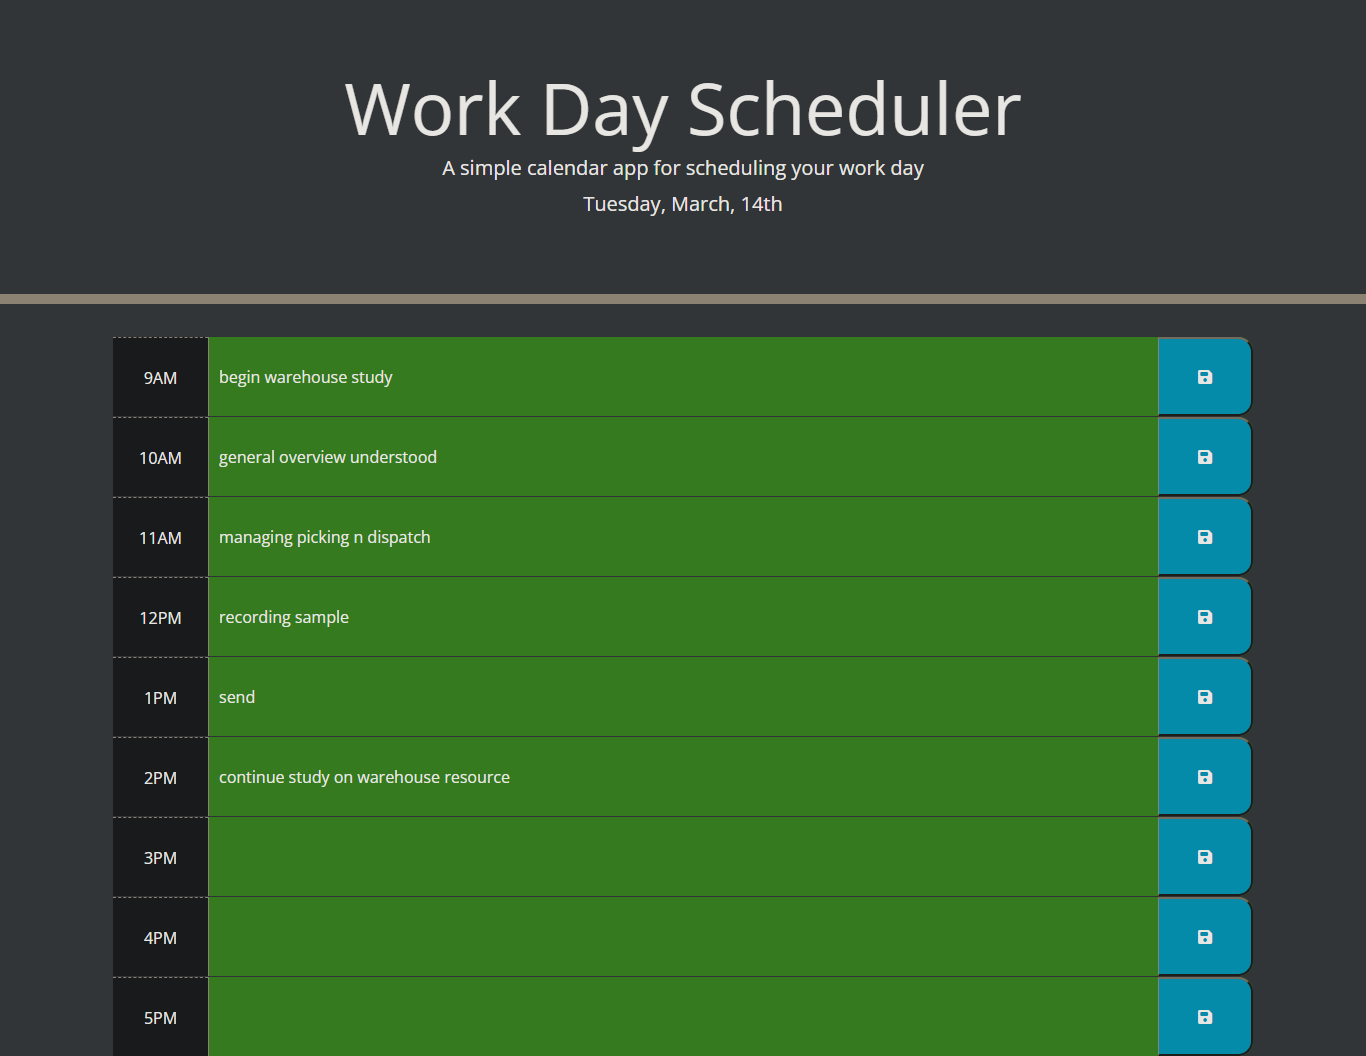 Work Day Scheduler
A simple calendar app for scheduling your work day
Tuesday, March, 14th
9AM begin warehouse study
10AM general overview understood
11AM managing picking n dispatch
12PM recording sample
1PM send
2PM continue study on warehouse resource
3PM
4PM
5PM